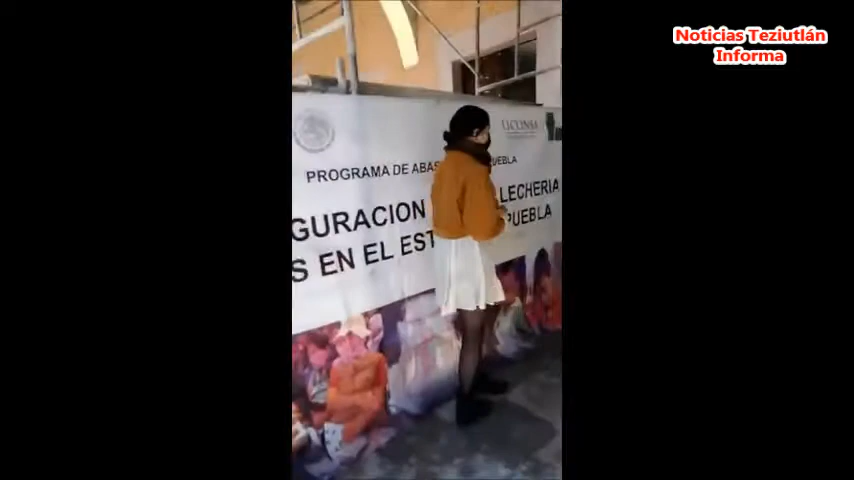 Noticias Teziutlán
Informa
LICONSA
PROGRAMA DE ABAS
PUEBLA
GURACION
LECHERIA
S EN EL EST
PUEBLA